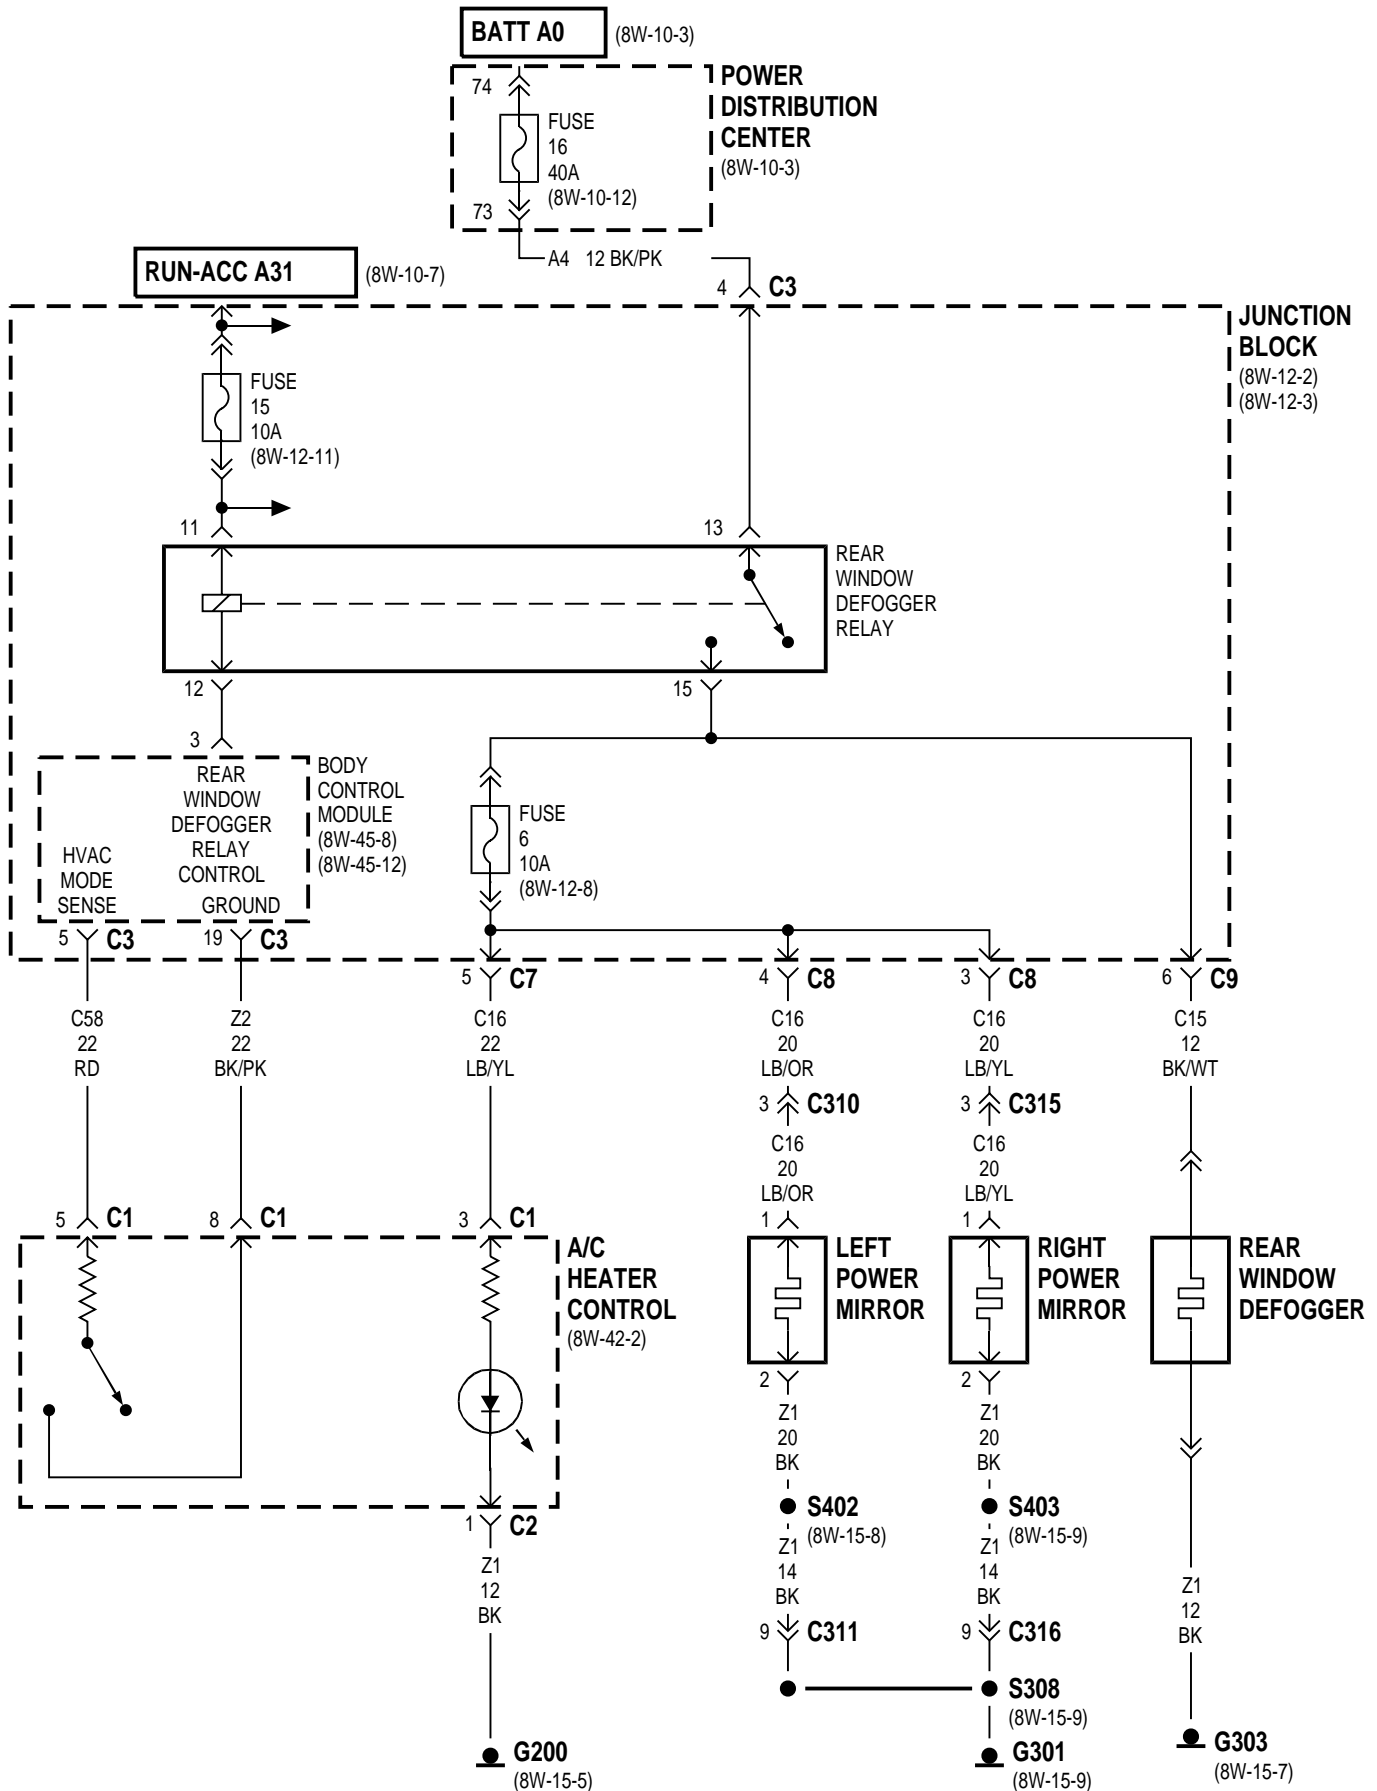 BATT A0 (8W-10-3)
74
POWER
DISTRIBUTION
CENTER
(8W-10-3)
FUSE
16
40A
(8W-10-12)
73
A4 12 BK/PK
RUN-ACC A31 (8W-10-7)
4 C3
JUNCTION
BLOCK
(8W-12-2)
(8W-12-3)
FUSE
15
10A
(8W-12-11)
11
13
REAR
WINDOW
DEFOGGER
RELAY
12
15
3
BODY
CONTROL
MODULE
(8W-45-8)
(8W-45-12)
REAR
WINDOW
DEFOGGER
RELAY
CONTROL
HVAC
MODE
SENSE
GROUND
FUSE
6
10A
(8W-12-8)
5 C3
19 C3
5 C7
4 C8
3 C8
6 C9
C58
22
RD
Z2
22
BK/PK
C16
22
LB/YL
C16
20
LB/OR
C16
20
LB/YL
C15
12
BK/WT
3 C310
3 C315
C16
20
LB/OR
C16
20
LB/YL
5 C1
8 C1
3 C1
1
1
A/C
HEATER
CONTROL
(8W-42-2)
LEFT
POWER
MIRROR
RIGHT
POWER
MIRROR
REAR
WINDOW
DEFOGGER
2
2
Z1
20
BK
Z1
20
BK
S402
(8W-15-8)
S403
(8W-15-9)
1 C2
Z1
12
BK
Z1
14
BK
Z1
14
BK
Z1
12
BK
9 C311
9 C316
S308
(8W-15-9)
G200
(8W-15-5)
G301
(8W-15-9)
G303
(8W-15-7)